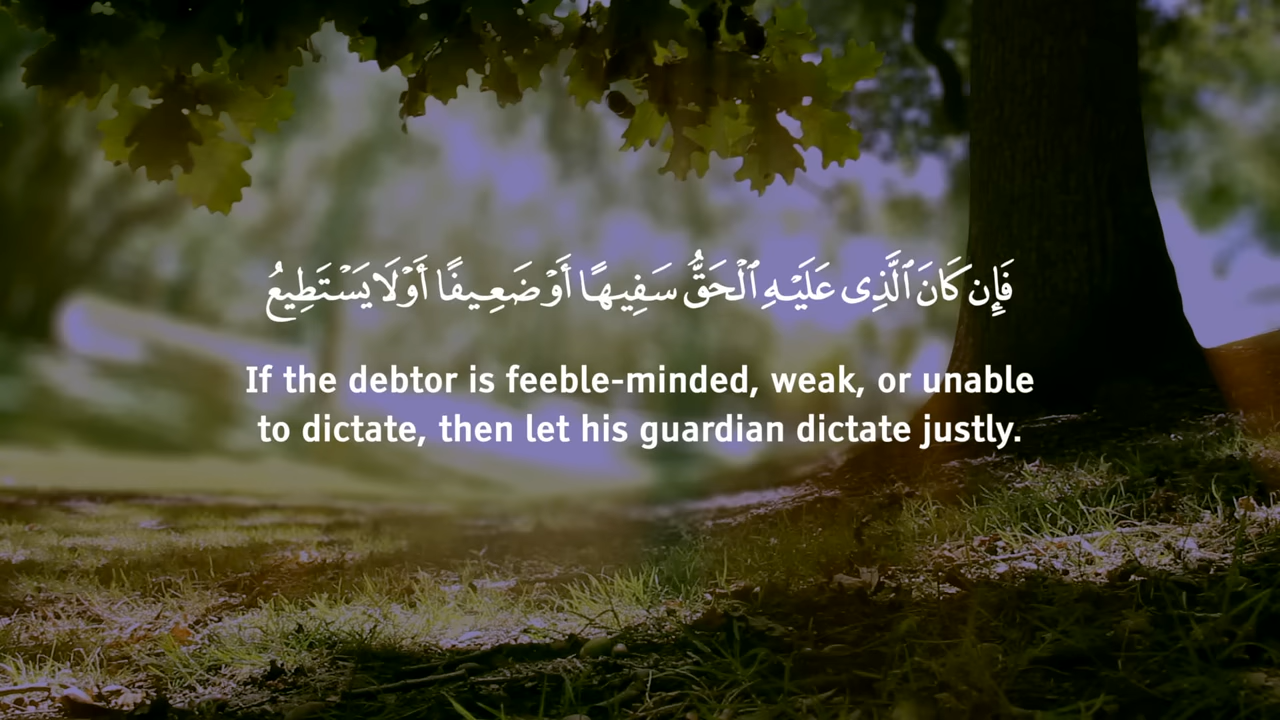 فَإِن كَانَ ٱلَّذِى عَلَيْهِ ٱلْحَقُّ سَفِيهًا أَوْ ضَعِيفًا أَوْ لَا يَسْتَطِيعُ
If the debtor is feeble-minded, weak, or unable
to dictate, then let his guardian dictate justly.